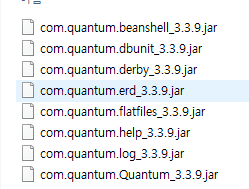 com.quantum.beanshell_3.3.9.jar
com.quantum.dbunit_3.3.9.jar
com.quantum.derby_3.3.9.jar
com.quantum.erd_3.3.9.jar
com.quantum.flatfiles_3.3.9.jar
com.quantum.help_3.3.9.jar
com.quantum.log_3.3.9.jar
com.quantum.Quantum_3.3.9.jar